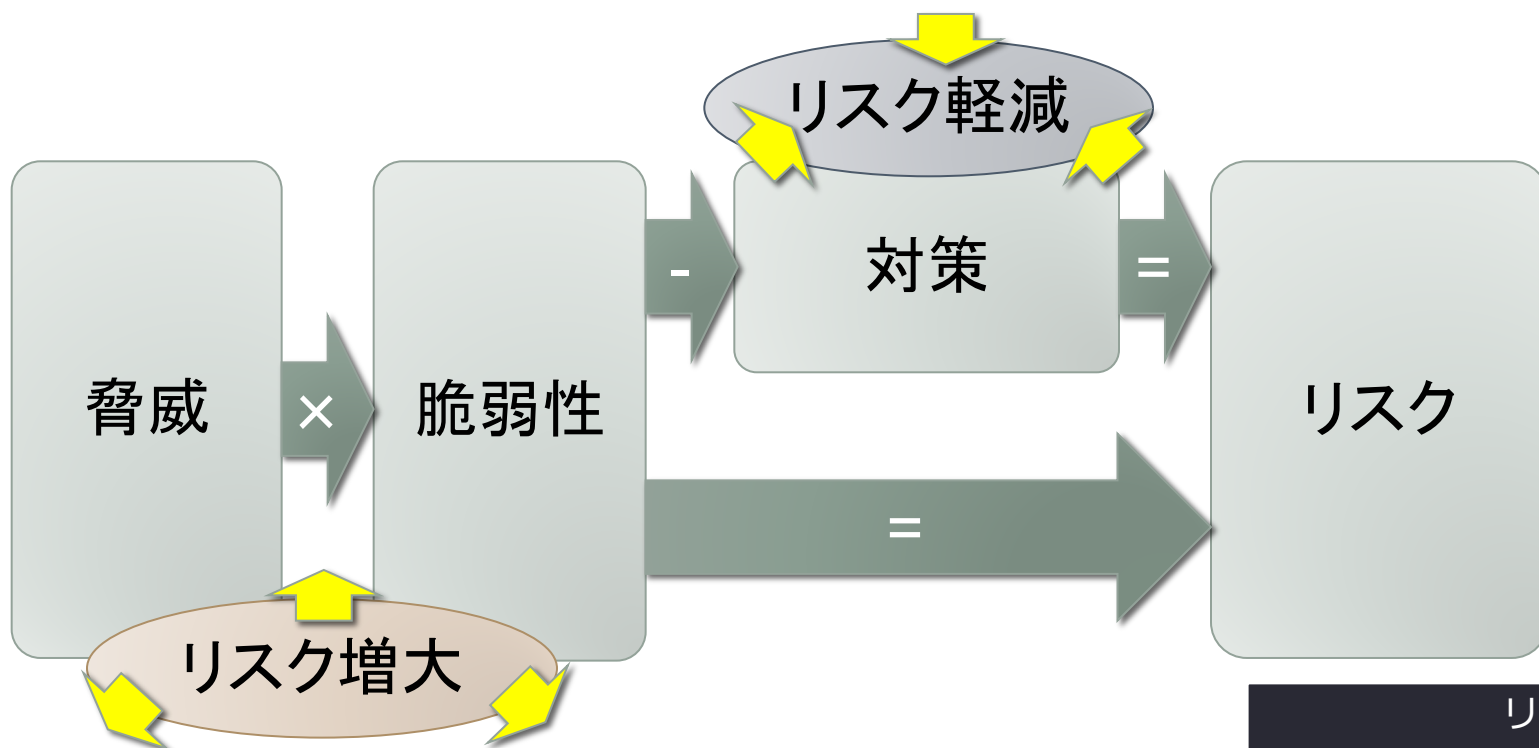 リスク軽減
脅威
×
脆弱性
-
対策
=
リスク
=
リスク増大
リ